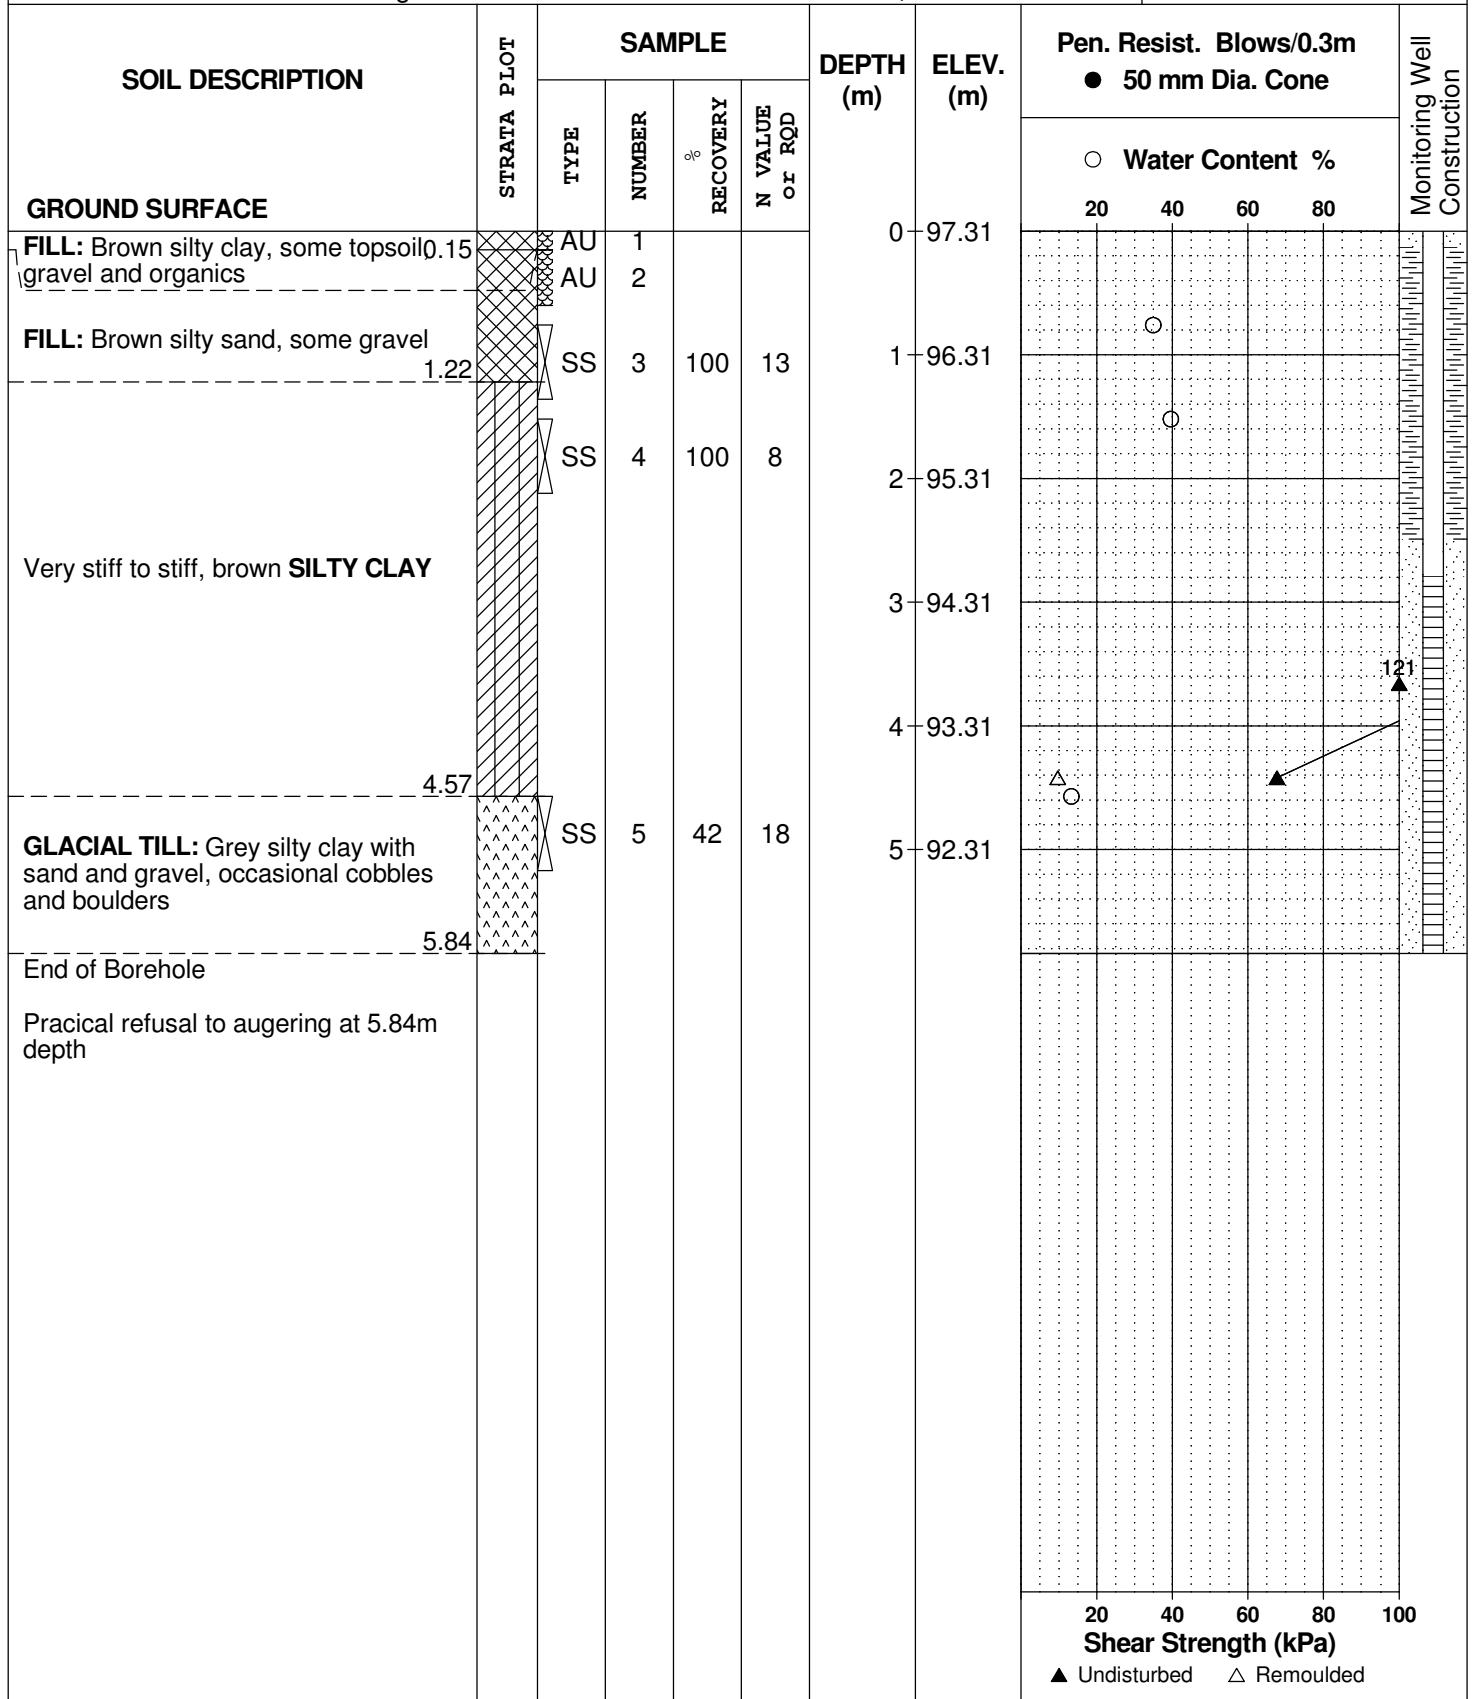 SOIL DESCRIPTION
GROUND SURFACE
STRATA PLOT
SAMPLE
TYPE
NUMBER
%
RECOVERY
N VALUE
or RQD
DEPTH
(m)
ELEV.
(m)
Pen. Resist. Blows/0.3m
● 50 mm Dia. Cone
○ Water Content %
20 40 60 80
Monitoring Well
Construction
0 97.31
FILL: Brown silty clay, some topsoil, 0.15
gravel and organics
AU 1
AU 2
FILL: Brown silty sand, some gravel
1.22
SS 3 100 13
1 96.31
SS 4 100 8
2 95.31
Very stiff to stiff, brown SILTY CLAY
3 94.31
121
4 93.31
4.57
GLACIAL TILL: Grey silty clay with
sand and gravel, occasional cobbles
and boulders
SS 5 42 18
5 92.31
5.84
End of Borehole
Pracical refusal to augering at 5.84m
depth
20 40 60 80 100
Shear Strength (kPa)
▲ Undisturbed △ Remoulded